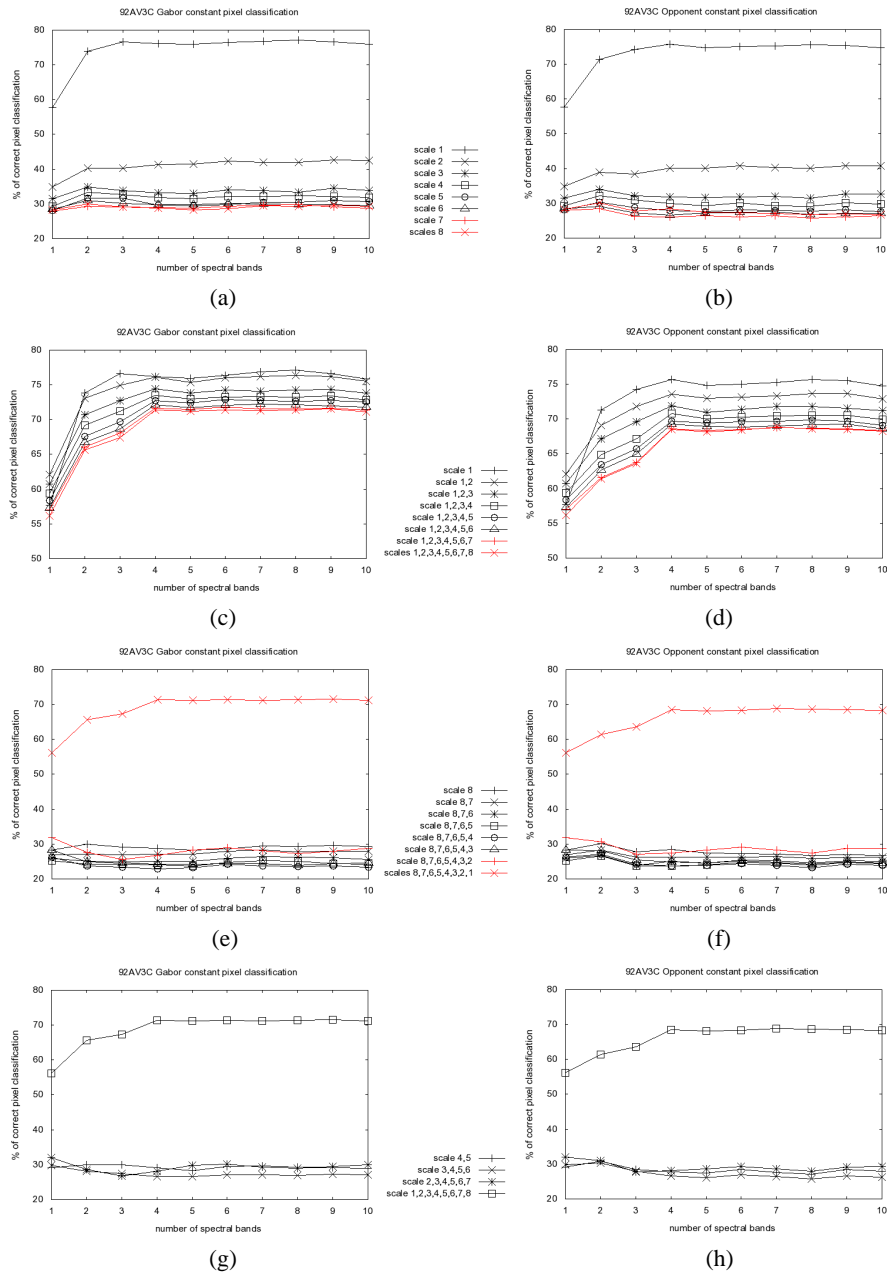 92AV3C Gabor constant pixel classification
% of correct pixel classification
80
70
60
50
40
30
20
1 2 3 4 5 6 7 8 9 10
number of spectral bands
(a)
scale 1
scale 2
scale 3
scale 4
scale 5
scale 6
scale 7
scales 8
92AV3C Opponent constant pixel classification
% of correct pixel classification
80
70
60
50
40
30
20
1 2 3 4 5 6 7 8 9 10
number of spectral bands
(b)
92AV3C Gabor constant pixel classification
% of correct pixel classification
80
75
70
65
60
55
50
1 2 3 4 5 6 7 8 9 10
number of spectral bands
(c)
scale 1
scale 1,2
scale 1,2,3
scale 1,2,3,4
scale 1,2,3,4,5
scale 1,2,3,4,5,6
scale 1,2,3,4,5,6,7
scales 1,2,3,4,5,6,7,8
92AV3C Opponent constant pixel classification
% of correct pixel classification
80
75
70
65
60
55
50
1 2 3 4 5 6 7 8 9 10
number of spectral bands
(d)
92AV3C Gabor constant pixel classification
% of correct pixel classification
80
70
60
50
40
30
20
1 2 3 4 5 6 7 8 9 10
number of spectral bands
(e)
scale 8
scale 8,7
scale 8,7,6
scale 8,7,6,5
scale 8,7,6,5,4
scale 8,7,6,5,4,3
scale 8,7,6,5,4,3,2
scales 8,7,6,5,4,3,2,1
92AV3C Opponent constant pixel classification
% of correct pixel classification
80
70
60
50
40
30
20
1 2 3 4 5 6 7 8 9 10
number of spectral bands
(f)
92AV3C Gabor constant pixel classification
% of correct pixel classification
80
70
60
50
40
30
20
1 2 3 4 5 6 7 8 9 10
number of spectral bands
(g)
scale 4,5
scale 3,4,5,6
scale 2,3,4,5,6,7
scale 1,2,3,4,5,6,7,8
92AV3C Opponent constant pixel classification
% of correct pixel classification
80
70
60
50
40
30
20
1 2 3 4 5 6 7 8 9 10
number of spectral bands
(h)